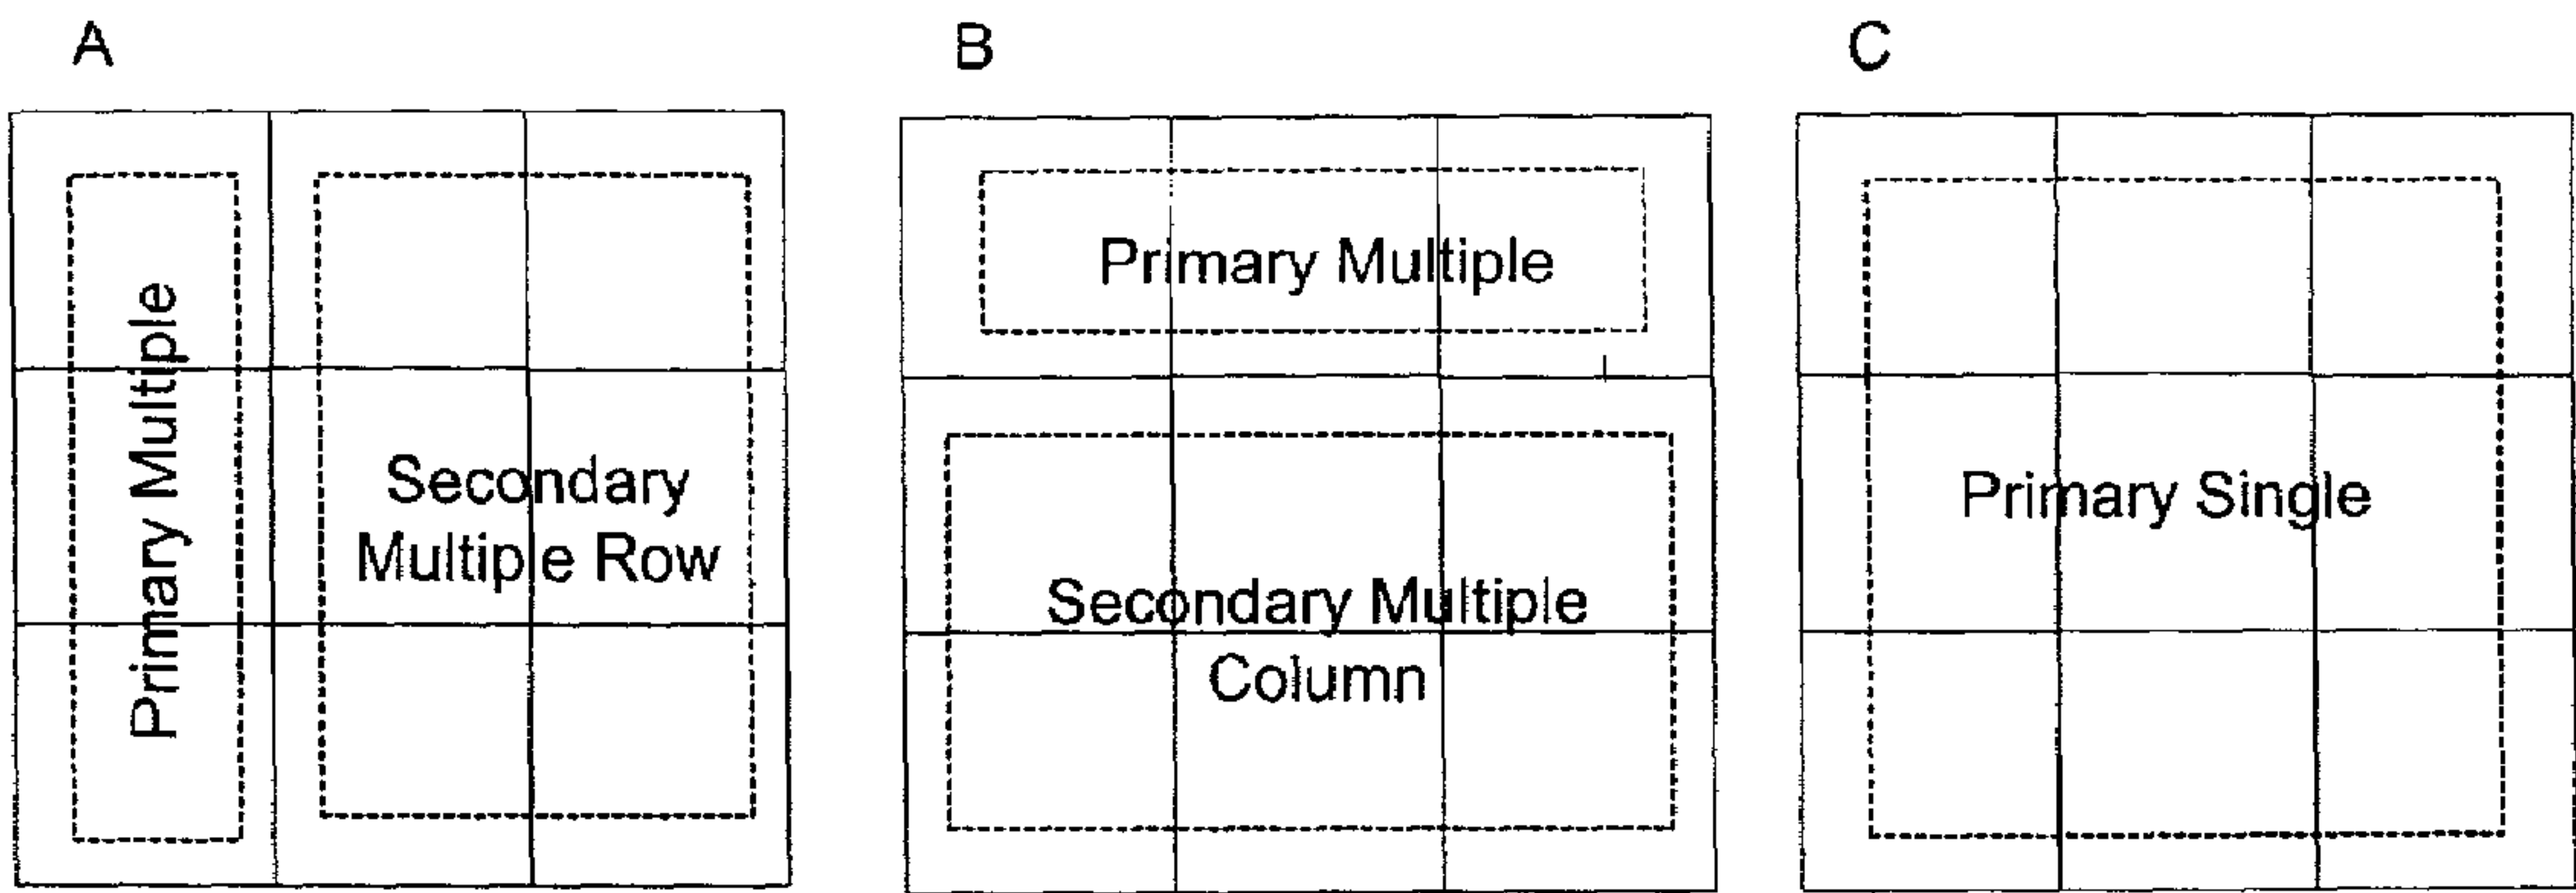 A
B
C
Primary Multiple
Secondary
Multiple Row
Primary Multiple
Secondary Multiple
Column
Primary Single